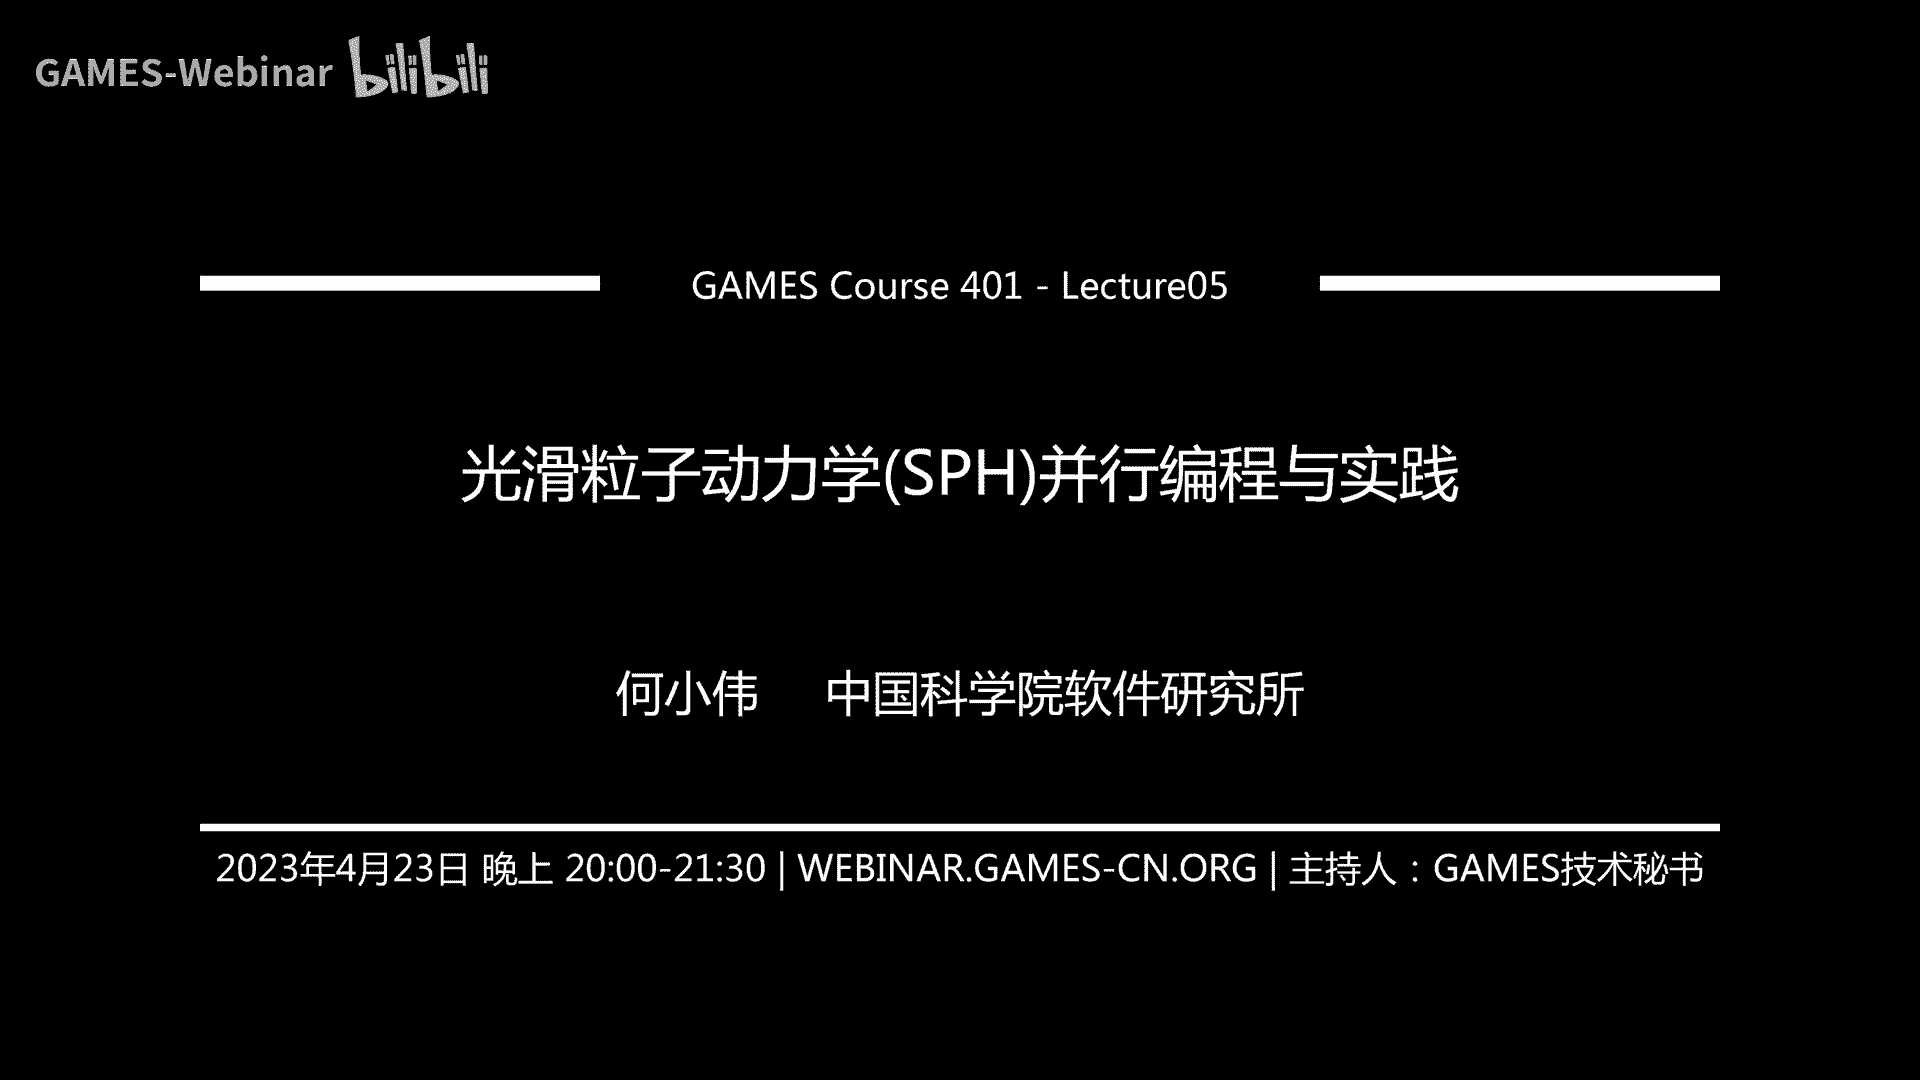 GAMES-Webinar bilibili
GAMES Course 401 - Lecture05
光滑粒子动力学(SPH)并行编程与实践
何小伟 中国科学院软件研究所
2023年4月23日 晚上 20:00-21:30 | WEBINAR.GAMES-CN.ORG | 主持人：GAMES技术秘书